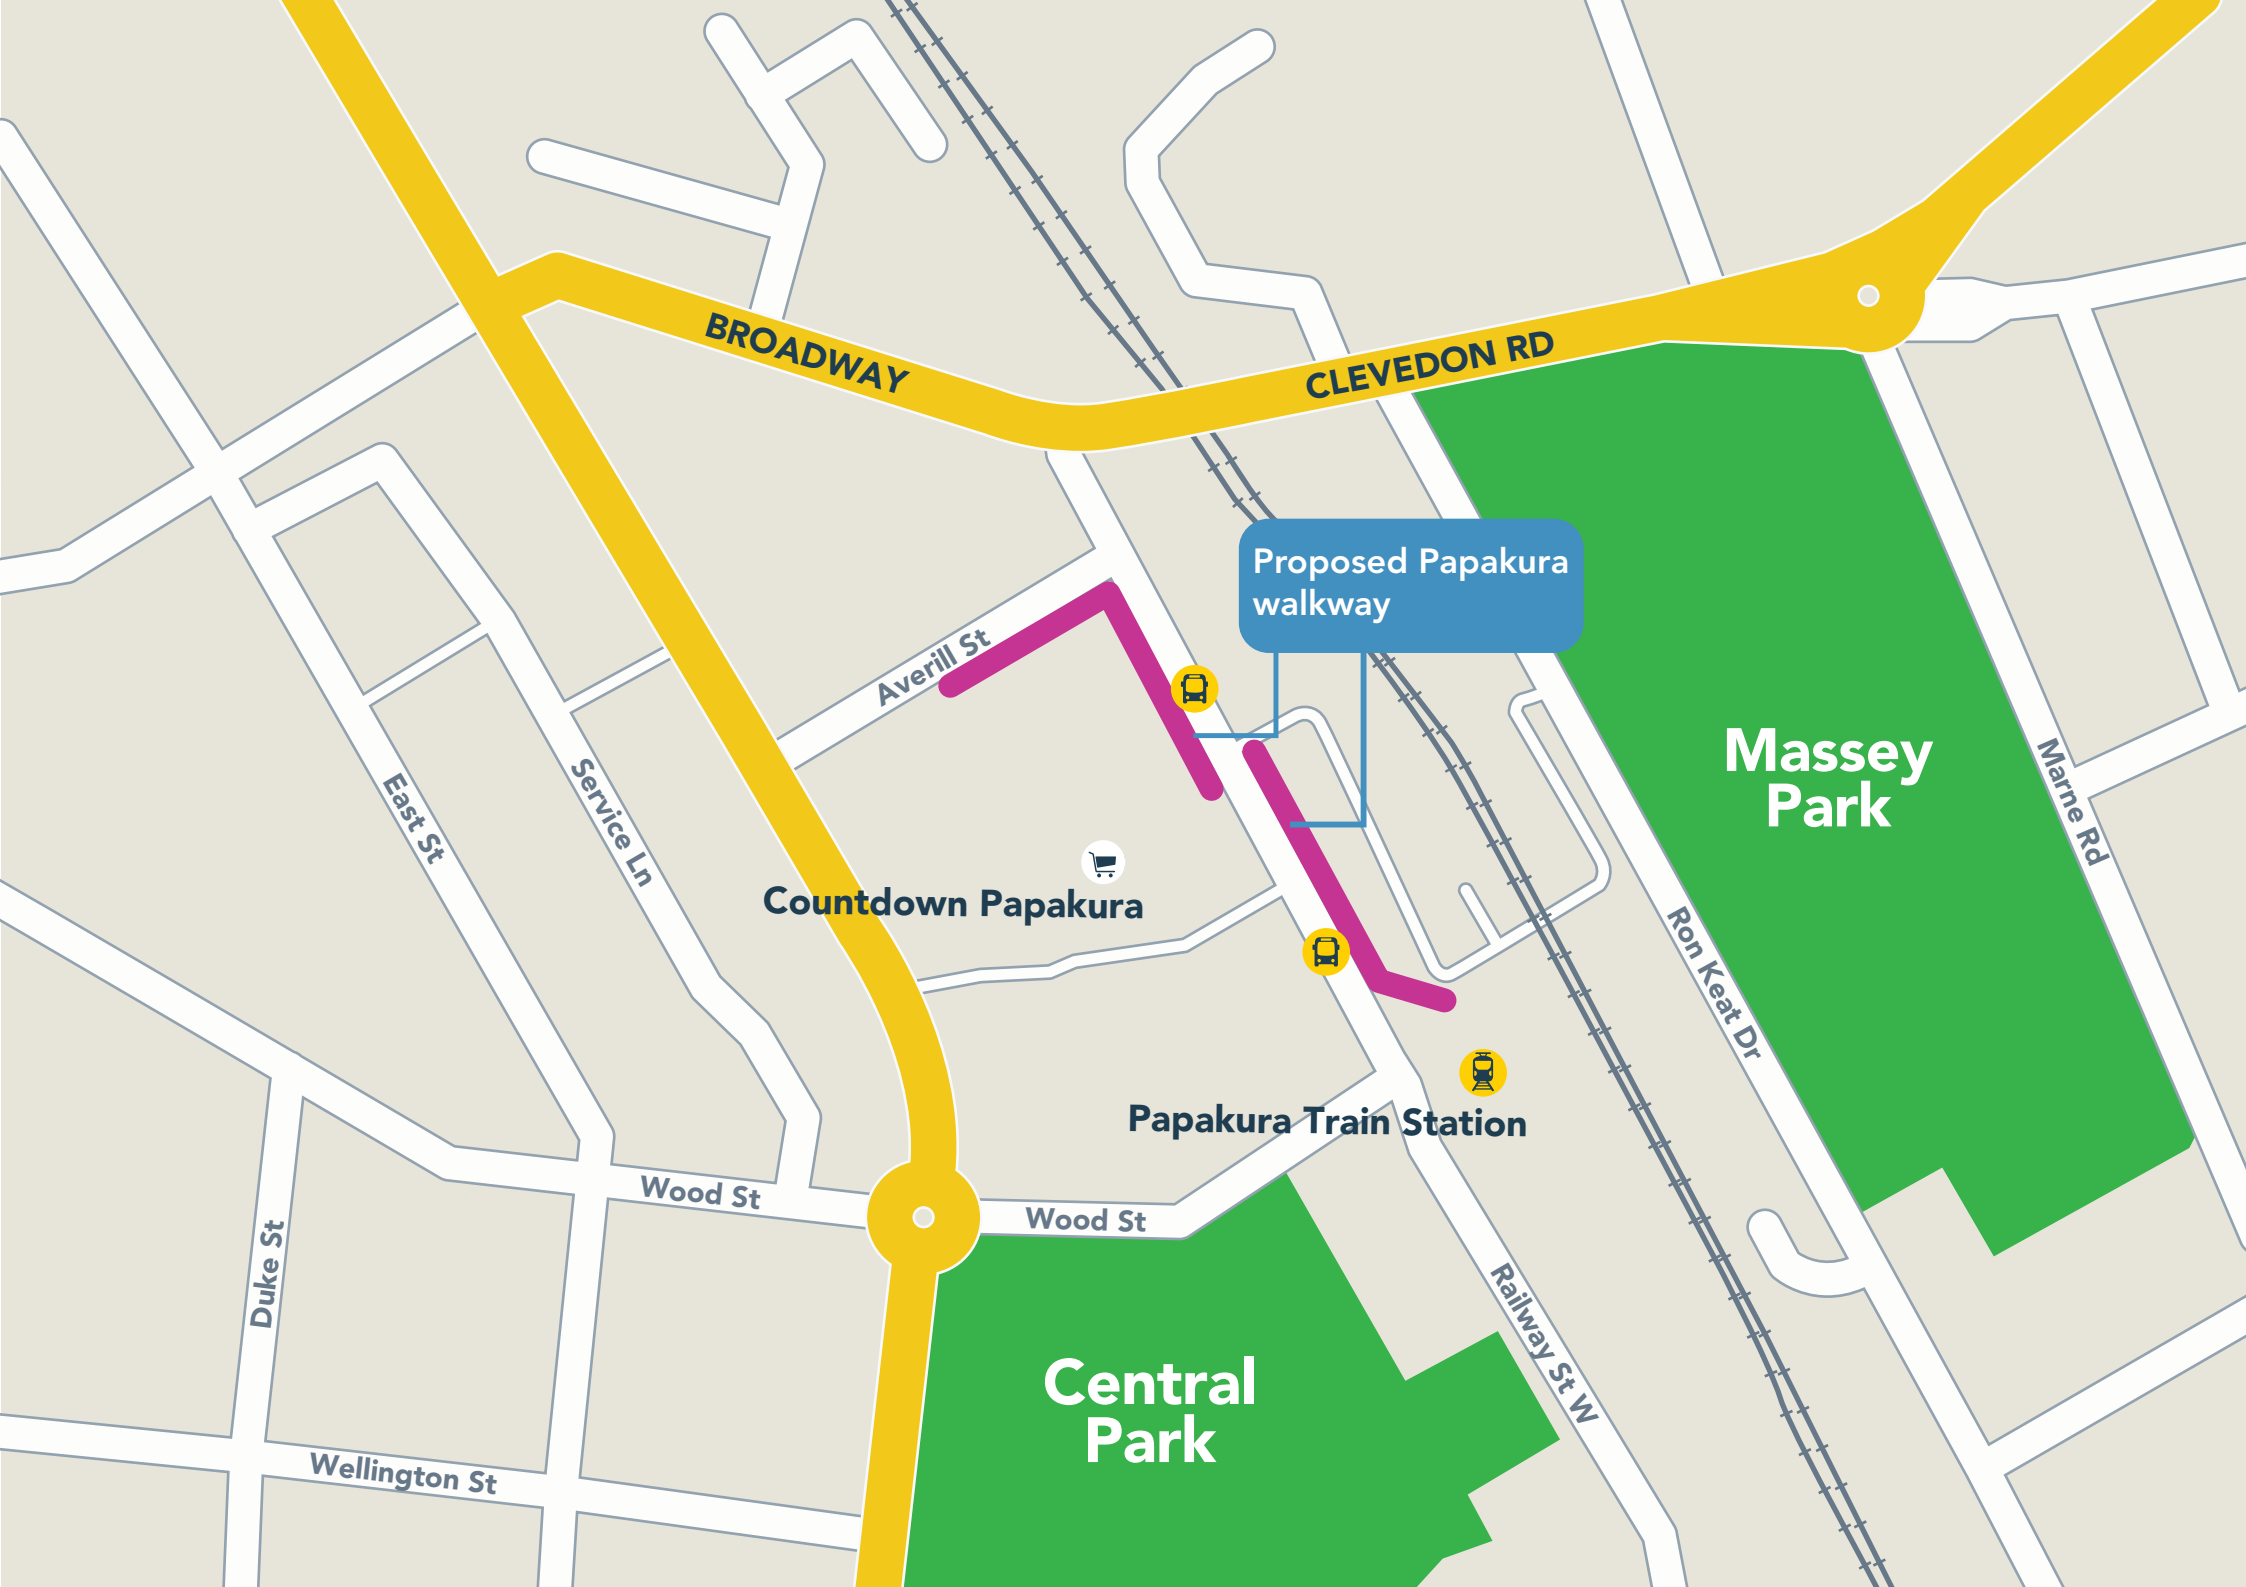 BROADWAY
CLEVEDON RD
Proposed Papakura
walkway
Averill St
Massey
Park
Marne Rd
East St
Service Ln
Countdown Papakura
Ron Keat Dr
Papakura Train Station
Wood St
Wood St
Duke St
Railway St W
Central
Park
Wellington St